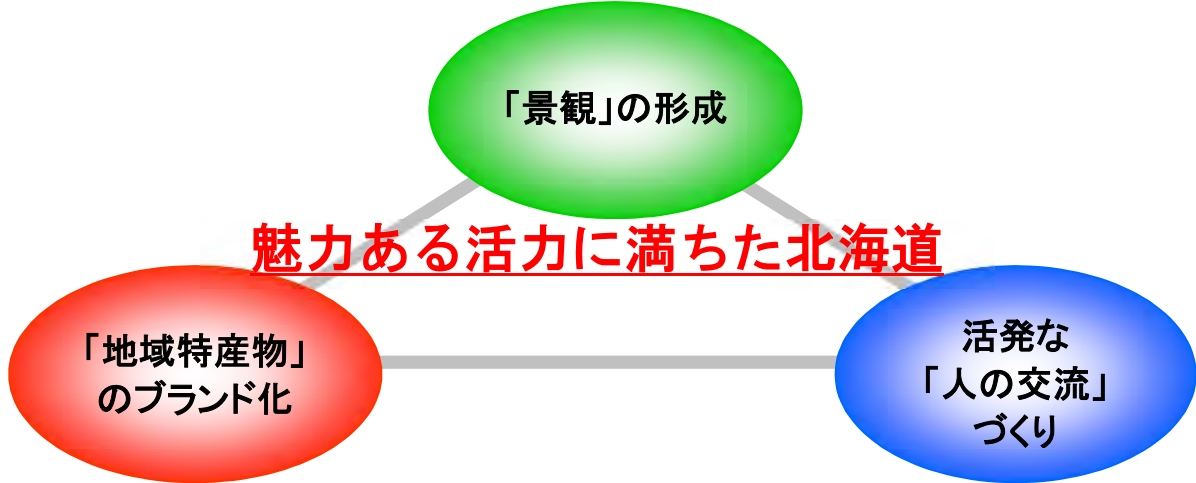 「景観」の形成
魅力ある活力に満ちた北海道
「地域特産物」
のブランド化
活発な
「人の交流」
づくり